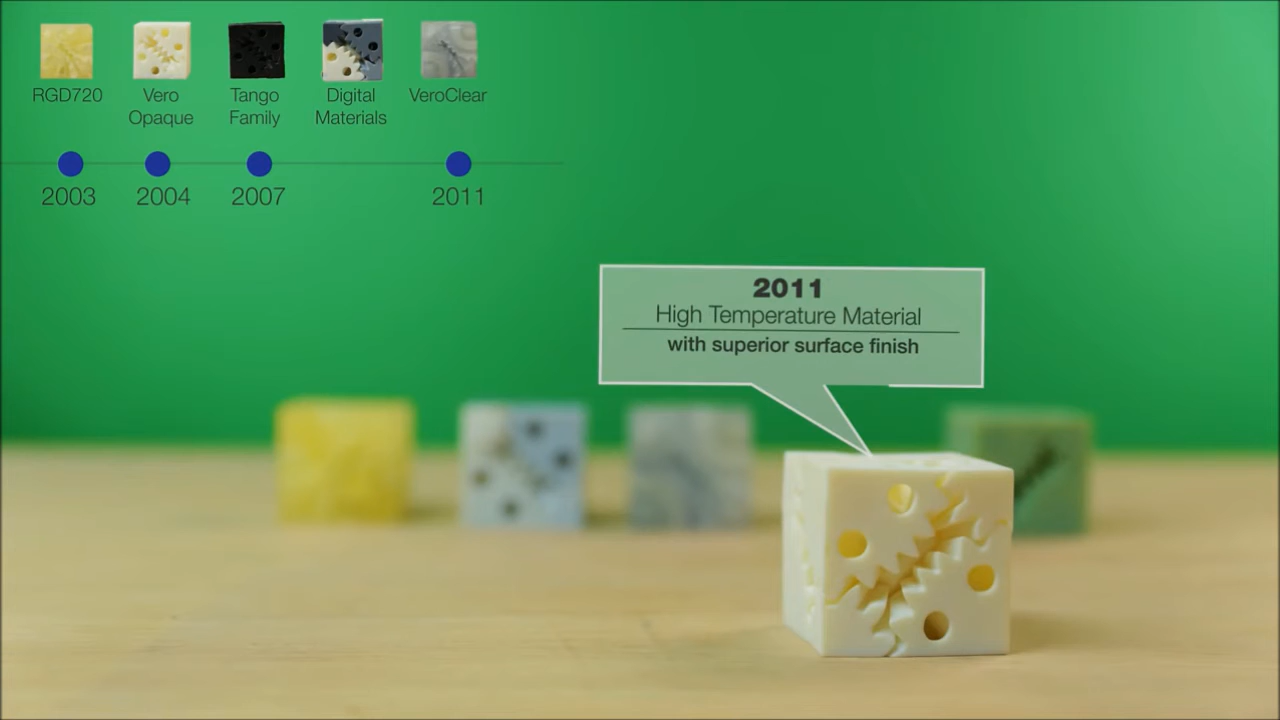 RGD720
Vero
Opaque
Tango
Family
Digital
Materials
VeroClear
2003
2004
2007
2011
2011
High Temperature Material
with superior surface finish